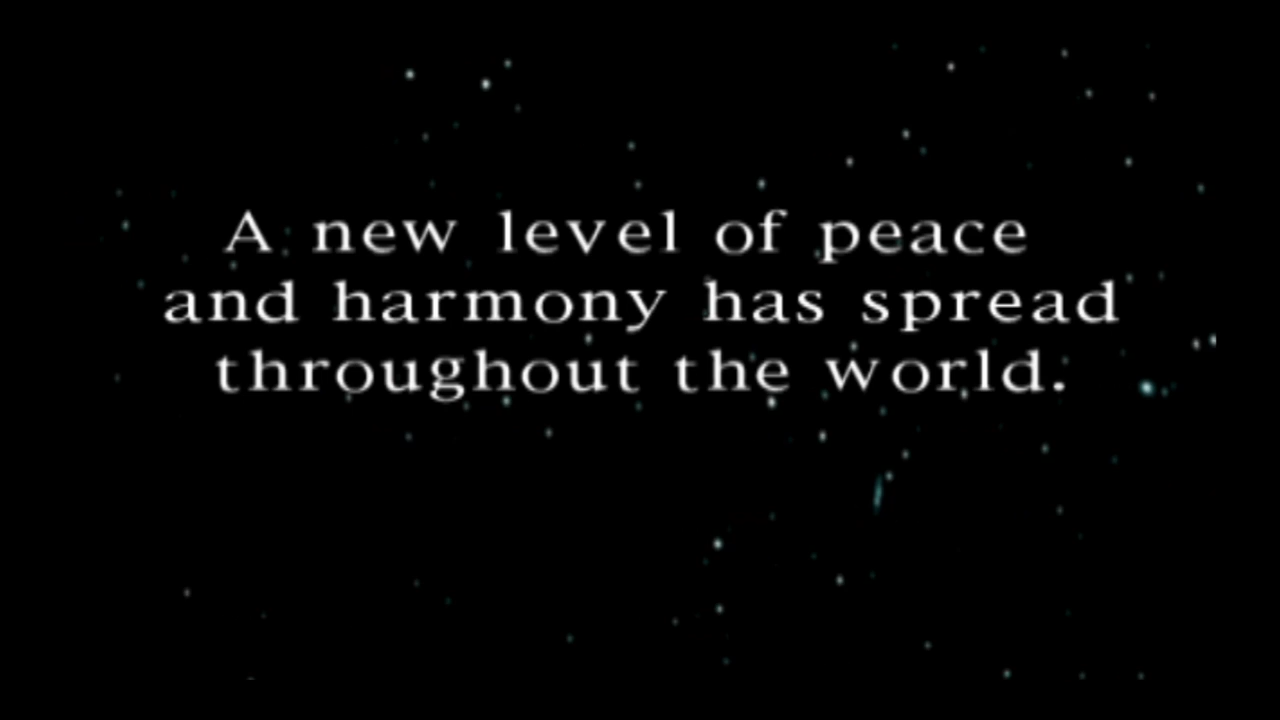 A new level of peace
and harmony has spread
throughout the world.